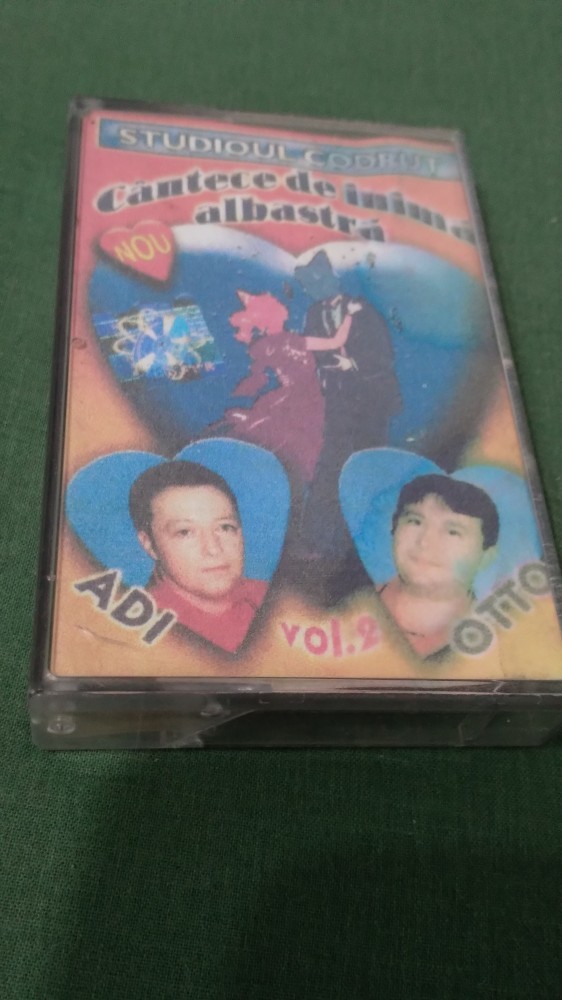 STUDIOUL CODRUȚ
Cântece de inimă
albastră
NOU
ADI
vol.2
OTTO